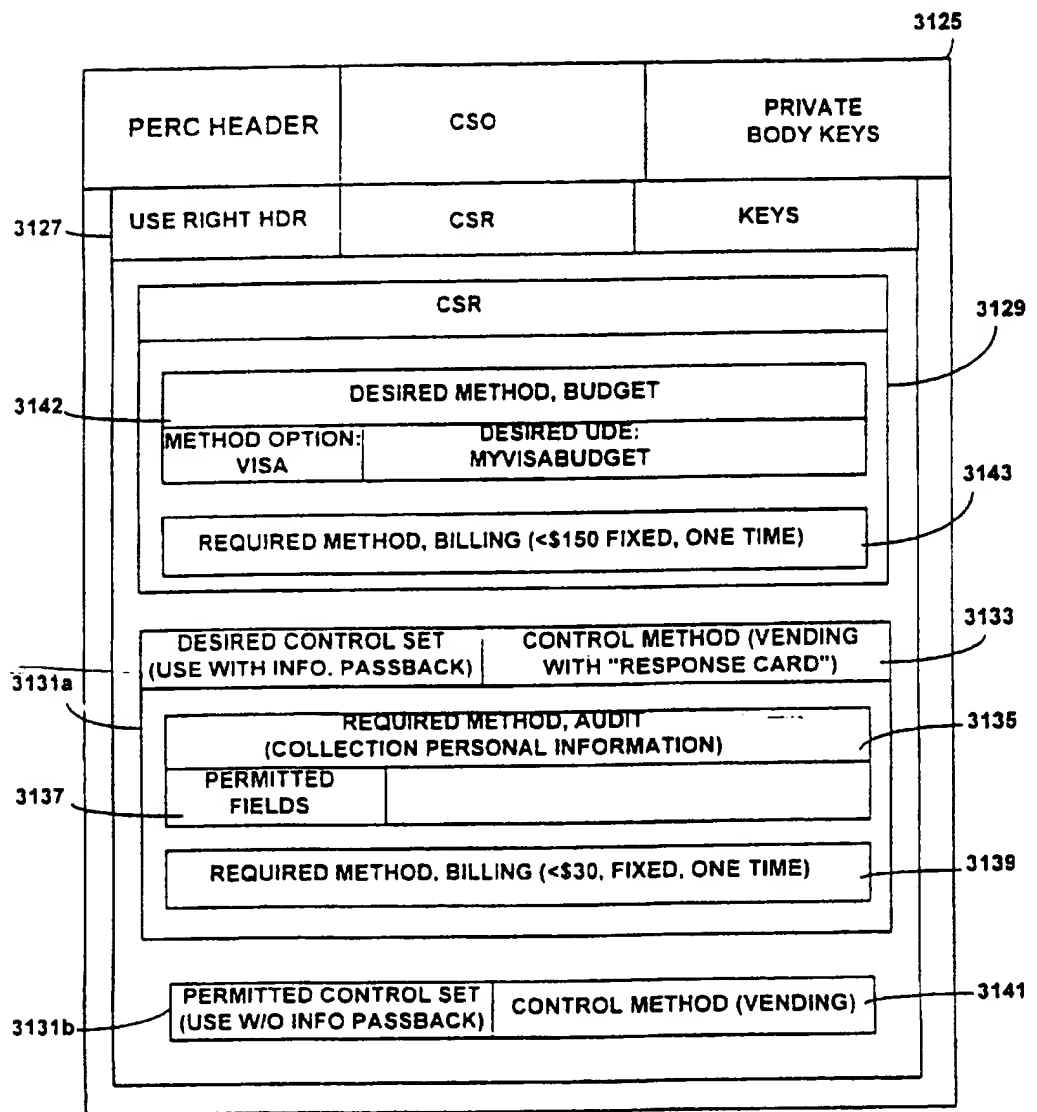 3125
PERC HEADER
CSO
PRIVATE
BODY KEYS
3127
USE RIGHT HDR
CSR
KEYS
CSR
3129
DESIRED METHOD, BUDGET
3142
METHOD OPTION:
VISA
DESIRED UDE:
MYVISABUDGET
3143
REQUIRED METHOD, BILLING (<$150 FIXED, ONE TIME)
3133
DESIRED CONTROL SET
(USE WITH INFO. PASSBACK)
CONTROL METHOD (VENDING
WITH "RESPONSE CARD")
3131a
REQUIRED METHOD, AUDIT
(COLLECTION PERSONAL INFORMATION)
3135
3137
PERMITTED
FIELDS
REQUIRED METHOD, BILLING (<$30, FIXED, ONE TIME)
3139
PERMITTED CONTROL SET
(USE W/O INFO PASSBACK)
CONTROL METHOD (VENDING)
3141
3131b